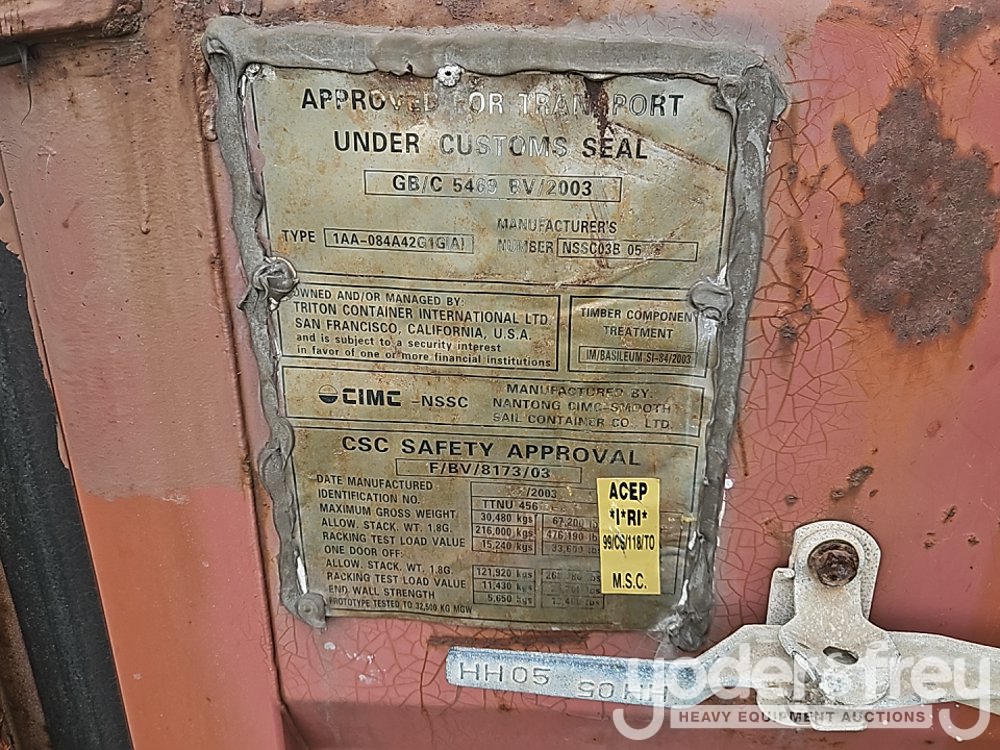 APPROVED FOR TRANSPORT
UNDER CUSTOMS SEAL
GB/C 5469 BV/2003
TYPE 1AA-084A42G1G(A)
MANUFACTURER'S
NUMBER NSSC03B 05
OWNED AND/OR MANAGED BY:
TRITON CONTAINER INTERNATIONAL LTD.
SAN FRANCISCO, CALIFORNIA, U.S.A.
and is subject to a security interest
in favor of one or more financial institutions
TIMBER COMPONENT
TREATMENT
IM/BASILEUM SI-84/2003
CIMC -NSSC
MANUFACTURED BY:
NANTONG CIMC-SMOOTH
SAIL CONTAINER CO., LTD.
CSC SAFETY APPROVAL
F/BV/8173/03
DATE MANUFACTURED /2003
IDENTIFICATION NO. TTNU 456
MAXIMUM GROSS WEIGHT. 30,480 kgs 67,200 lbs
ALLOW. STACK. WT. 1.8G. 216,000 kgs 476,190 lbs
RACKING TEST LOAD VALUE 15,240 kgs 33,600 lbs
ONE DOOR OFF:
ALLOW. STACK. WT. 1.8G. 121,920 kgs lbs
RACKING TEST LOAD VALUE 11,430 kgs lbs
END WALL STRENGTH 5,650 kgs lbs
PROTOTYPE TESTED TO 32,500 KG MGW
ACEP
*I*RI*
99/CS/118/TO
M.S.C.
HH05
HH05
yoder&frey
HEAVY EQUIPMENT AUCTIONS